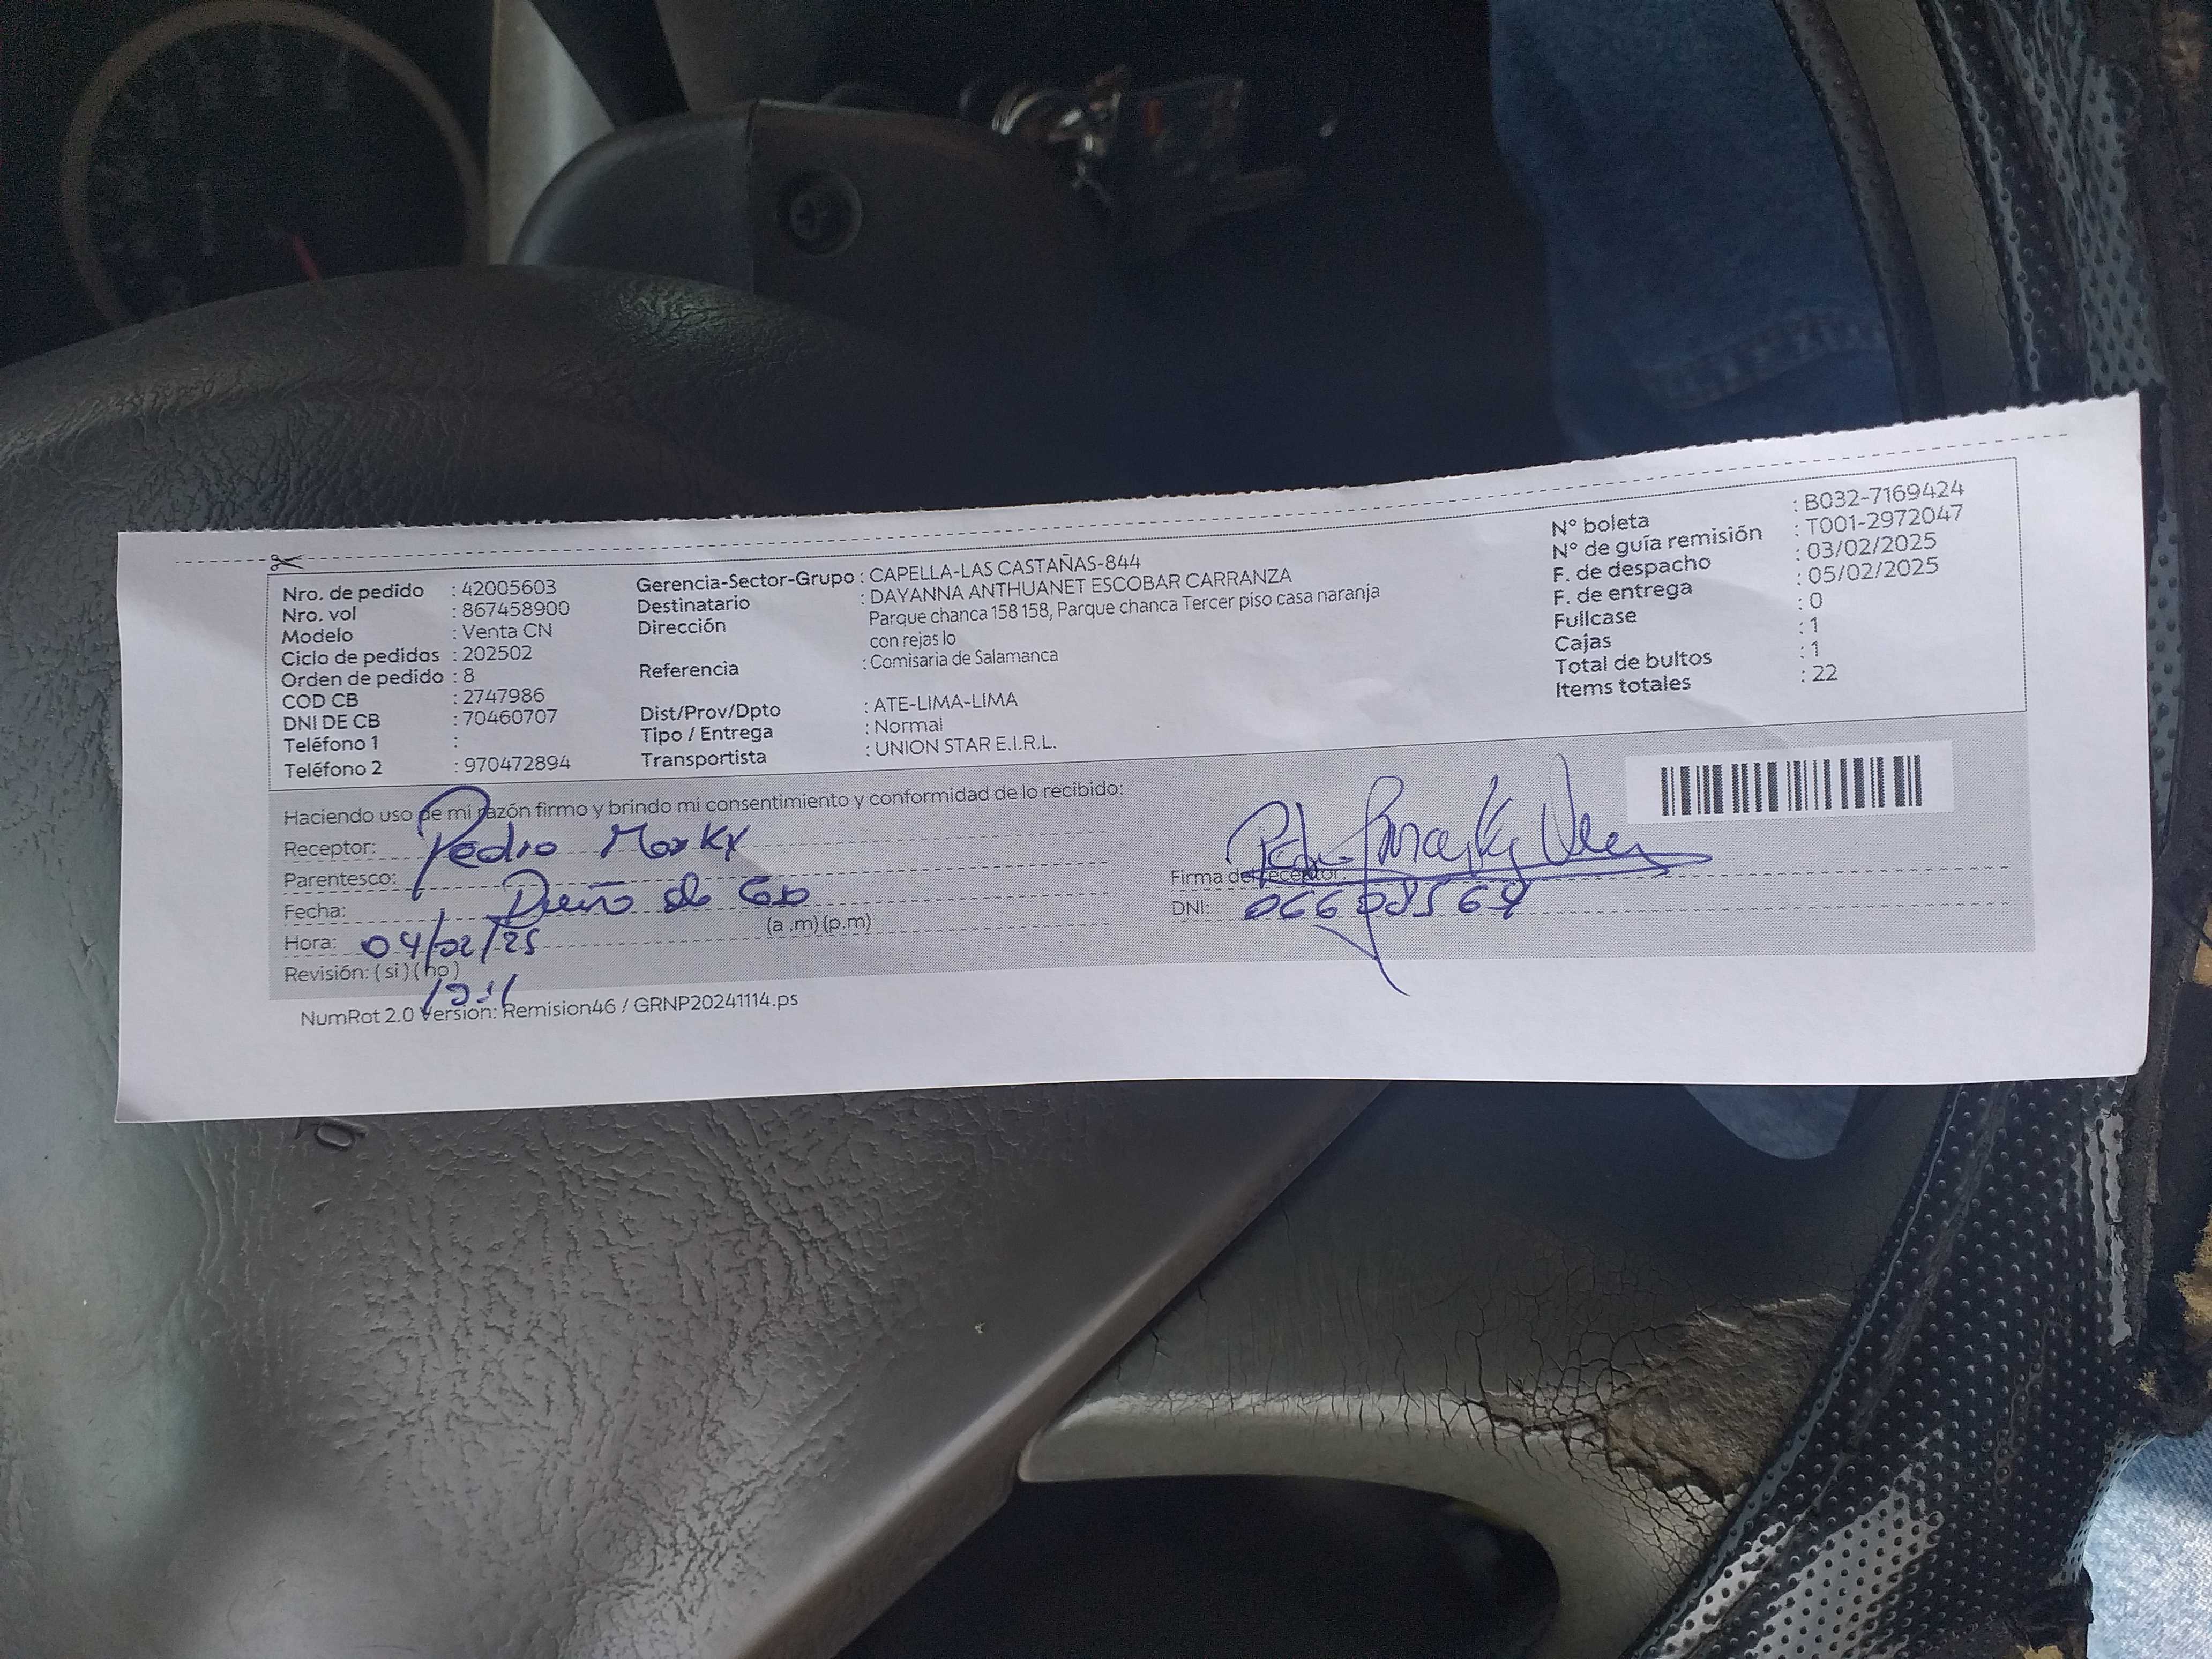 Nro. de pedido : 42005603
Nro. vol : 867458900
Modelo : Venta CN
Ciclo de pedidos : 202502
Orden de pedido : 8
COD CB : 2747986
DNI DE CB : 70460707
Teléfono 1 :
Teléfono 2 : 970472894
Gerencia-Sector-Grupo : CAPELLA-LAS CASTAÑAS-844
Destinatario : DAYANNA ANTHUANET ESCOBAR CARRANZA
Dirección Parque chanca 158 158, Parque chanca Tercer piso casa naranja
con rejas lo
Referencia : Comisaria de Salamanca
Dist/Prov/Dpto : ATE-LIMA-LIMA
Tipo / Entrega : Normal
Transportista : UNION STAR E.I.R.L.
N° boleta : B032-7169424
N° de guía remisión : T001-2972047
F. de despacho : 03/02/2025
F. de entrega : 05/02/2025
Fullcase : 0
Cajas : 1
Total de bultos : 1
Items totales : 22
Haciendo uso de mi razón firmo y brindo mi consentimiento y conformidad de lo recibido:
Receptor: Pedro
Parentesco:
Fecha: Dueño de
(a .m) (p.m)
Hora: 04/02/25
Revisión: ( si ) ( no )
Firma del receptor:
DNI:
NumRot 2.0 Version: Remision46 / GRNP20241114.ps